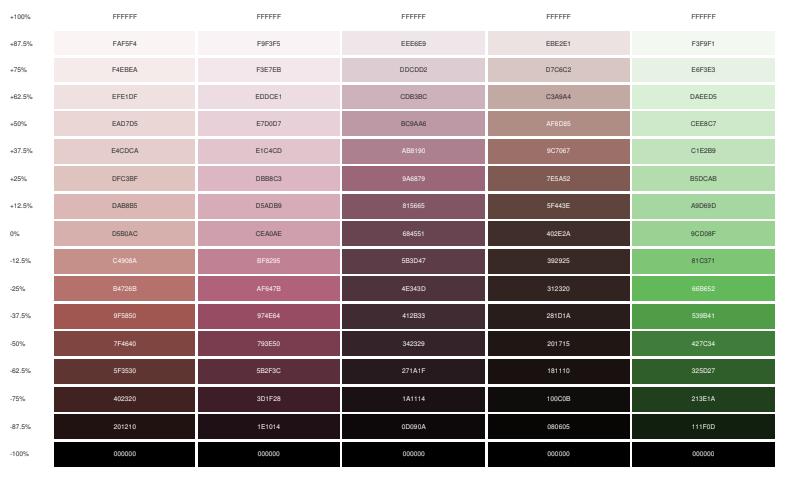 +100% FFFFFF FFFFFF FFFFFF FFFFFF FFFFFF
+87.5% FAF5F4 F9F3F5 EEE6E9 EBE2E1 F3F9F1
+75% F4EBEA F3E7EB DDCDD2 D7C6C2 E6F3E3
+62.5% EFE1DF EDDCE1 CDB3BC C3A9A4 DAEED5
+50% EAD7D5 E7D0D7 BC9AA6 AF8D85 CEE8C7
+37.5% E4CDCA E1C4CD AB8190 9C7067 C1E2B9
+25% DFC3BF DBB8C3 9A6879 7E5A52 B5DCAB
+12.5% DAB8B5 D5ADB9 815665 5F443E A9D69D
0% D5B0AC CEA0AE 684551 402E2A 9CD08F
-12.5% C4908A BF8295 5B3D47 392925 81C371
-25% B4726B AF647B 4E343D 312320 66B652
-37.5% 9F5850 974E64 412B33 281D1A 539B41
-50% 7F4640 793E50 342329 201715 427C34
-62.5% 5F3530 5B2F3C 271A1F 181110 325D27
-75% 402320 3D1F28 1A1114 100C0B 213E1A
-87.5% 201210 1E1014 0D090A 080605 111F0D
-100% 000000 000000 000000 000000 000000